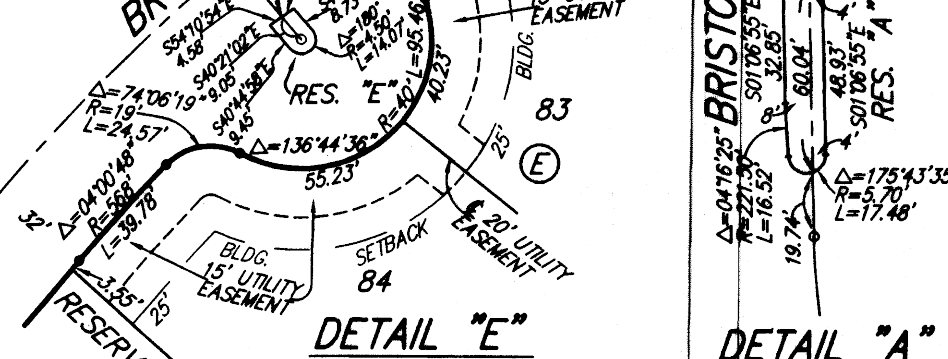 BR
S54°10'54"E
4.58'
S40°21'02"E
9.05'
S40°44'58"E
9.45'
8.73'
Δ=180°
R=4.50'
L=14.07'
RES. "E"
R=40' L=95.46
40.23'
EASEMENT
BLDG.
83
25'
E
Δ=74°06'19"
R=19'
L=24.57'
Δ=136°44'36"
55.23'
32'
Δ=04°00'48"
R=568'
L=39.78'
3.55'
25'
RESERV
BLDG.
SETBACK
15' UTILITY
EASEMENT
84
℄ 20' UTILITY
EASEMENT
DETAIL "E"
BRISTO
S01°06'55"E
32.85'
60.04'
48.93'
S01°06'55"E
RES. "A"
4'
8'
4'
Δ=04°16'25"
R=221.50'
L=16.52'
19.74'
Δ=175°43'35
R=5.70'
L=17.48'
DETAIL "A"